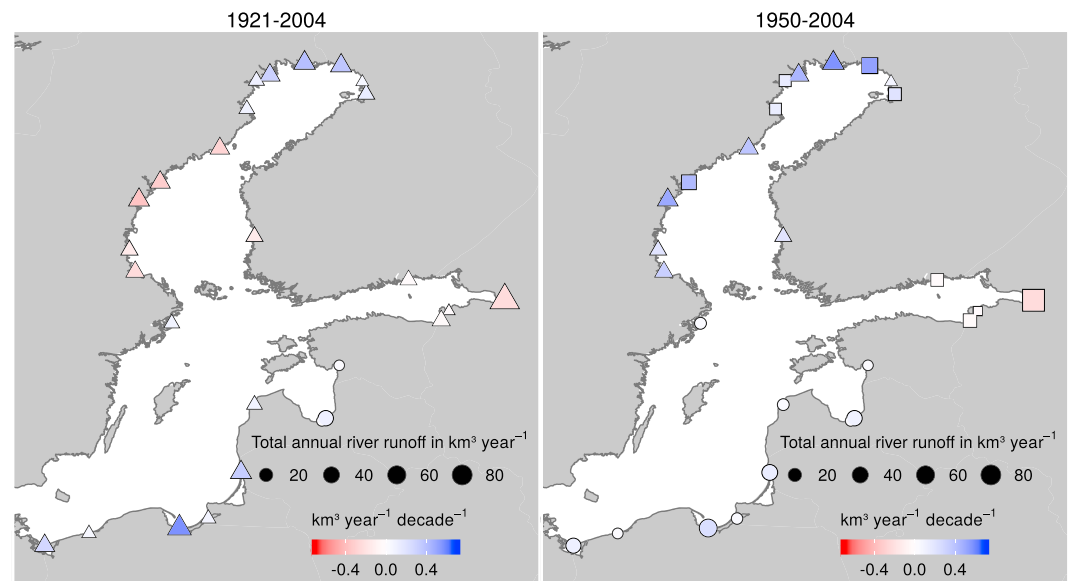 1921-2004
1950-2004
Total annual river runoff in km³ year⁻¹
20 40 60 80
km³ year⁻¹ decade⁻¹
-0.4 0.0 0.4
Total annual river runoff in km³ year⁻¹
20 40 60 80
km³ year⁻¹ decade⁻¹
-0.4 0.0 0.4